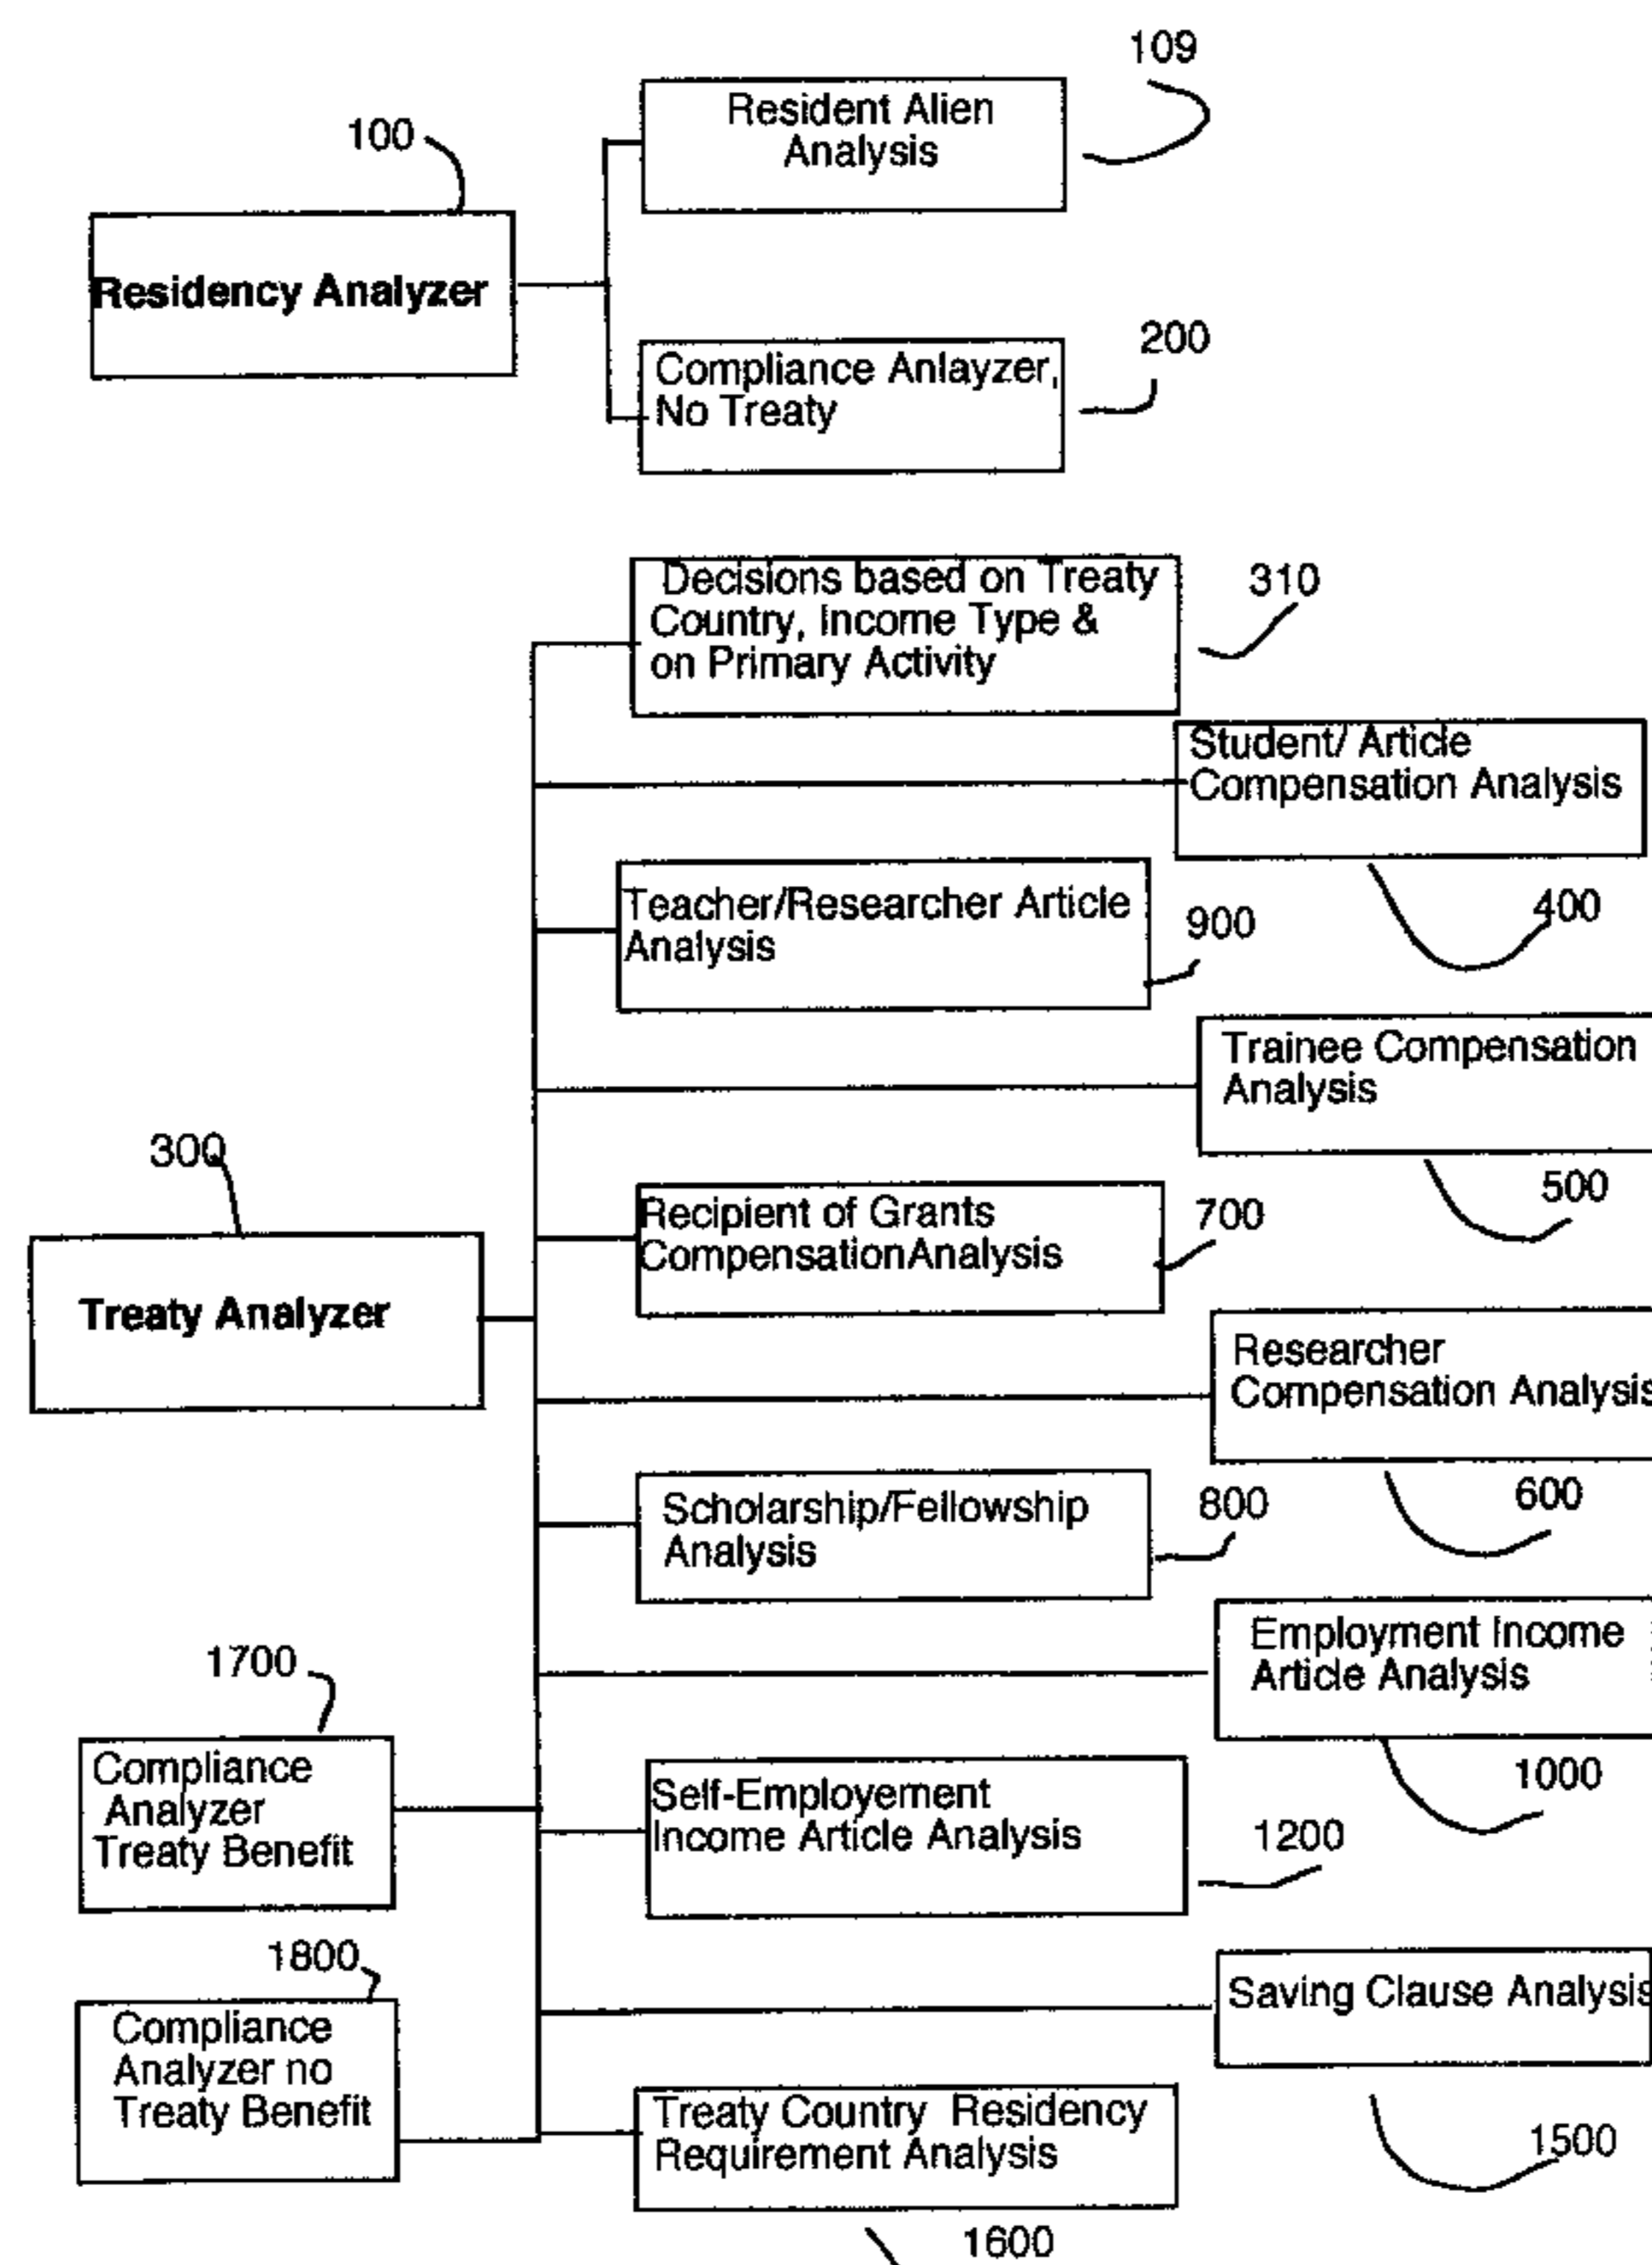 109
Resident Alien
Analysis
100
Residency Analyzer
200
Compliance Anlayzer,
No Treaty
Decisions based on Treaty
Country, Income Type &
on Primary Activity
310
Student/ Article
Compensation Analysis
400
Teacher/Researcher Article
Analysis
900
Trainee Compensation
Analysis
500
300
Treaty Analyzer
Recipient of Grants
CompensationAnalysis
700
Researcher
Compensation Analysis
600
Scholarship/Fellowship
Analysis
800
Employment Income
Article Analysis
1000
1700
Compliance
Analyzer
Treaty Benefit
Self-Employement
Income Article Analysis
1200
1800
Compliance
Analyzer no
Treaty Benefit
Saving Clause Analysis
1500
Treaty Country Residency
Requirement Analysis
1600